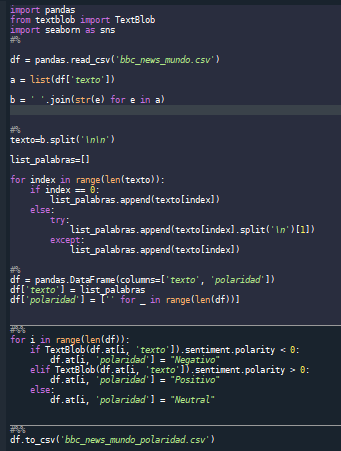 import pandas
from textblob import TextBlob
import seaborn as sns
#%
df = pandas.read_csv('bbc_news_mundo.csv')
a = list(df['texto'])
b = ' '.join(str(e) for e in a)
#%
texto=b.split('\n\n')
list_palabras=[]
for index in range(len(texto)):
    if index == 0:
        list_palabras.append(texto[index])
    else:
        try:
            list_palabras.append(texto[index].split('\n')[1])
        except:
            list_palabras.append(texto[index])
#%
df = pandas.DataFrame(columns=['texto', 'polaridad'])
df['texto'] = list_palabras
df['polaridad'] = ['' for _ in range(len(df))]
#%%
for i in range(len(df)):
    if TextBlob(df.at[i, 'texto']).sentiment.polarity < 0:
        df.at[i, 'polaridad'] = "Negativo"
    elif TextBlob(df.at[i, 'texto']).sentiment.polarity > 0:
        df.at[i, 'polaridad'] = "Positivo"
    else:
        df.at[i, 'polaridad'] = "Neutral"
#%%
df.to_csv('bbc_news_mundo_polaridad.csv')